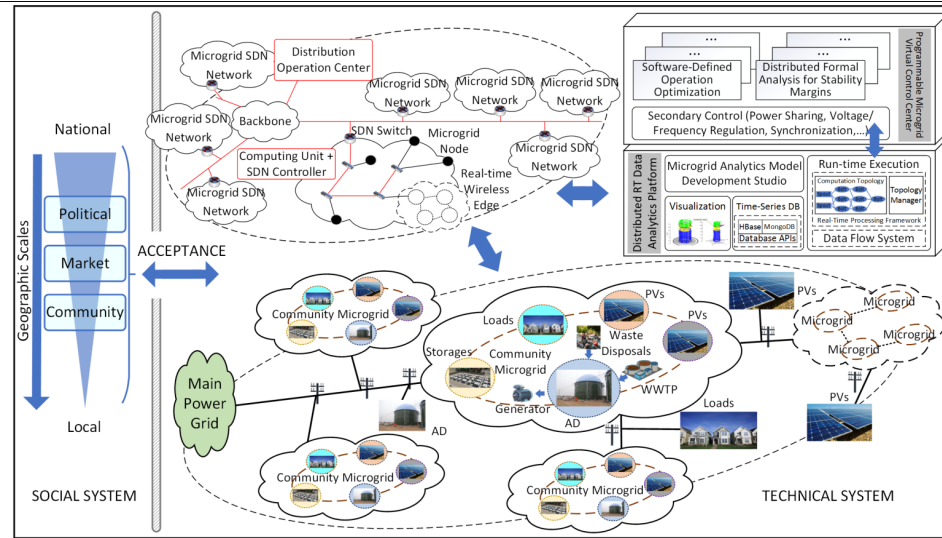 National
Geographic Scales
Political
Market
Community
Local
SOCIAL SYSTEM
ACCEPTANCE
Microgrid SDN
Network
Distribution
Operation Center
Microgrid SDN
Network
Microgrid SDN
Network
Microgrid SDN
Network
Microgrid SDN
Network
Backbone
SDN Switch
Microgrid
Node
Microgrid SDN
Network
Computing Unit +
SDN Controller
Microgrid SDN
Network
Real-time
Wireless
Edge
...
...
...
...
Software-Defined
Operation
Optimization
Distributed Formal
Analysis for Stability
Margins
Secondary Control (Power Sharing, Voltage/
Frequency Regulation, Synchronization,...)
Programmable Microgrid
Virtual Control Center
Distributed RT Data
Analytics Platform
Microgrid Analytics Model
Development Studio
Visualization
Time-Series DB
HBase
MongoDB
Database APIs
Run-time Execution
Computation Topology
Topology
Manager
Real-Time Processing Framework
Data Flow System
Main
Power
Grid
Community Microgrid
AD
Community Microgrid
Loads
PVs
PVs
Storages
Community
Microgrid
Waste
Disposals
WWTP
Generator
AD
Loads
Community Microgrid
PVs
Microgrid
Microgrid
Microgrid
Microgrid
PVs
TECHNICAL SYSTEM